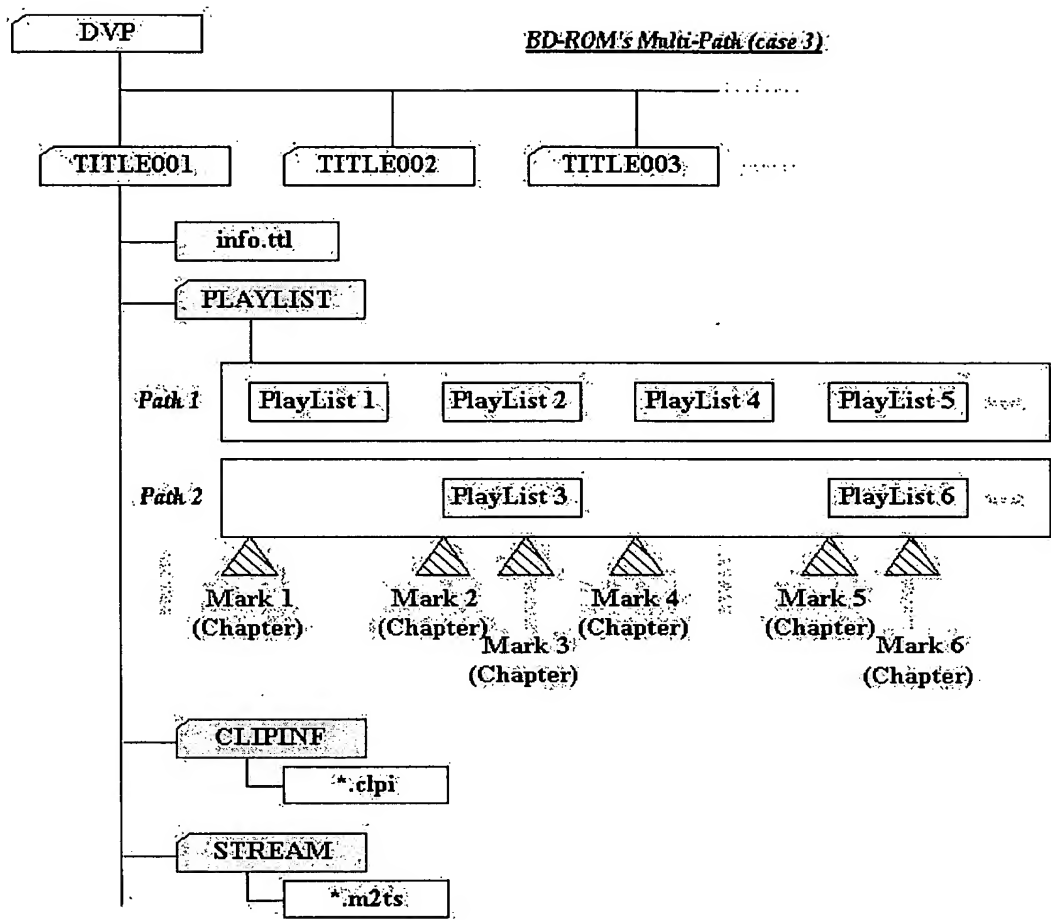 DVP
BD-ROM's Multi-Path (case 3)
TITLE001
TITLE002
TITLE003
info.ttl
PLAYLIST
Path 1
PlayList 1
PlayList 2
PlayList 4
PlayList 5
Path 2
PlayList 3
PlayList 6
Mark 1
(Chapter)
Mark 2
(Chapter)
Mark 3
(Chapter)
Mark 4
(Chapter)
Mark 5
(Chapter)
Mark 6
(Chapter)
CLIPINF
*.clpi
STREAM
*.m2ts